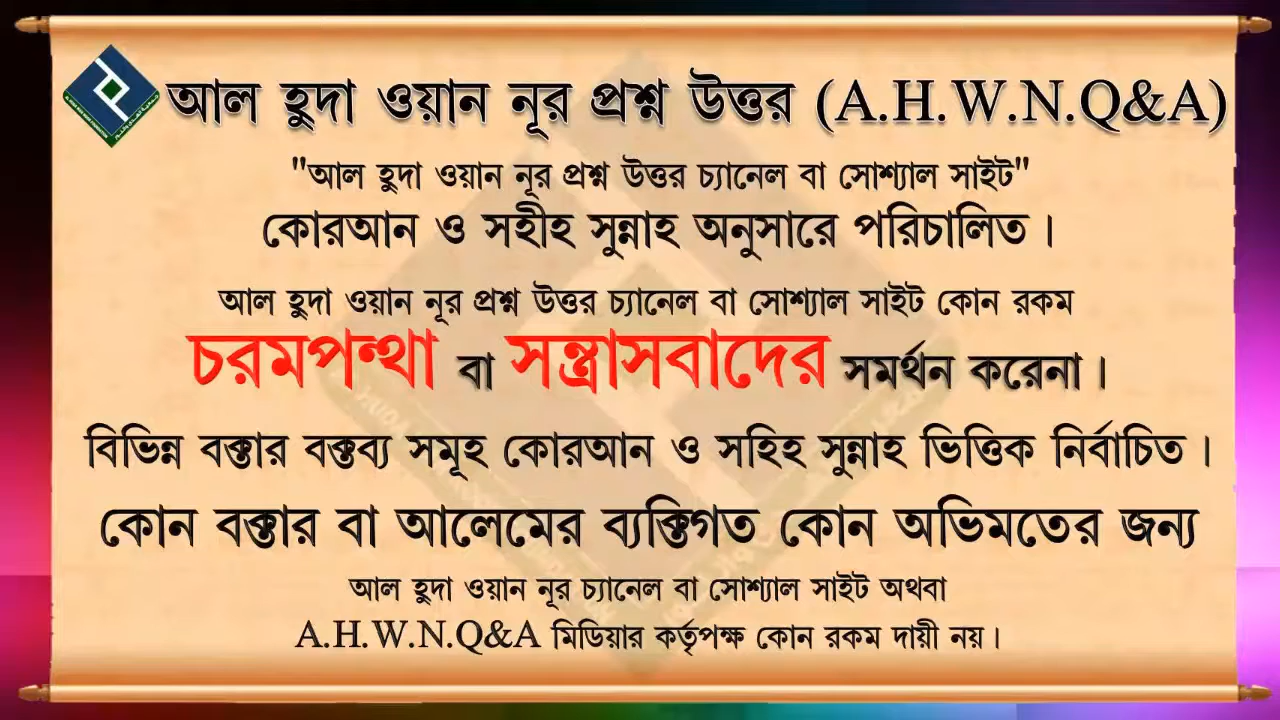 আল হুদা ওয়ান নূর প্রশ্ন উত্তর (A.H.W.N.Q&A)
"আল হুদা ওয়ান নূর প্রশ্ন উত্তর চ্যানেল বা সোশ্যাল সাইট"
কোরআন ও সহীহ সুন্নাহ অনুসারে পরিচালিত।
আল হুদা ওয়ান নূর প্রশ্ন উত্তর চ্যানেল বা সোশ্যাল সাইট কোন রকম
চরমপন্থা বা সন্ত্রাসবাদের সমর্থন করেনা।
বিভিন্ন বক্তার বক্তব্য সমূহ কোরআন ও সহিহ সুন্নাহ ভিত্তিক নির্বাচিত।
কোন বক্তার বা আলেমের ব্যক্তিগত কোন অভিমতের জন্য
আল হুদা ওয়ান নূর চ্যানেল বা সোশ্যাল সাইট অথবা
A.H.W.N.Q&A মিডিয়ার কর্তৃপক্ষ কোন রকম দায়ী নয়।